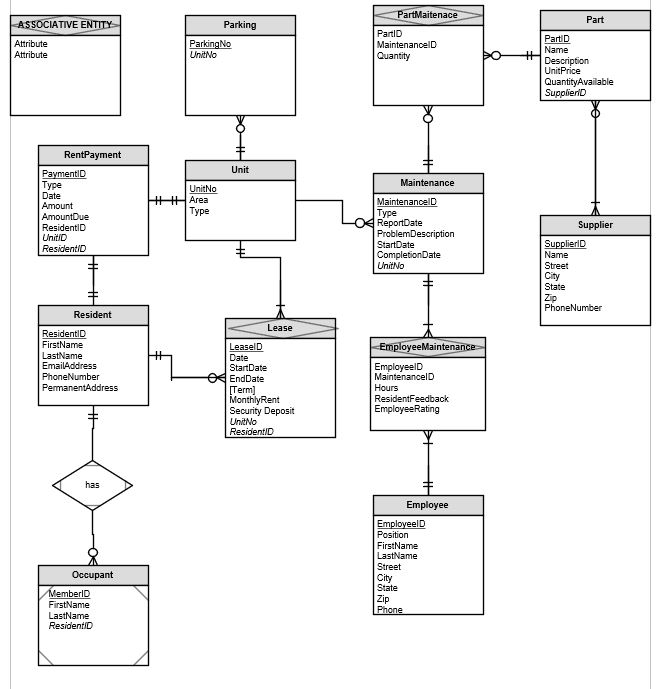 ASSOCIATIVE ENTITY
Attribute
Attribute
Parking
ParkingNo
UnitNo
PartMaitenace
PartID
MaintenanceID
Quantity
Part
PartID
Name
Description
UnitPrice
QuantityAvailable
SupplierID
RentPayment
PaymentID
Type
Date
Amount
AmountDue
ResidentID
UnitID
ResidentID
Unit
UnitNo
Area
Type
Maintenance
MaintenanceID
Type
ReportDate
ProblemDescription
StartDate
CompletionDate
UnitNo
Supplier
SupplierID
Name
Street
City
State
Zip
PhoneNumber
Resident
ResidentID
FirstName
LastName
EmailAddress
PhoneNumber
PermanentAddress
Lease
LeaseID
Date
StartDate
EndDate
[Term]
MonthlyRent
Security Deposit
UnitNo
ResidentID
EmployeeMaintenance
EmployeeID
MaintenanceID
Hours
ResidentFeedback
EmployeeRating
has
Employee
EmployeeID
Position
FirstName
LastName
Street
City
State
Zip
Phone
Occupant
MemberID
FirstName
LastName
ResidentID